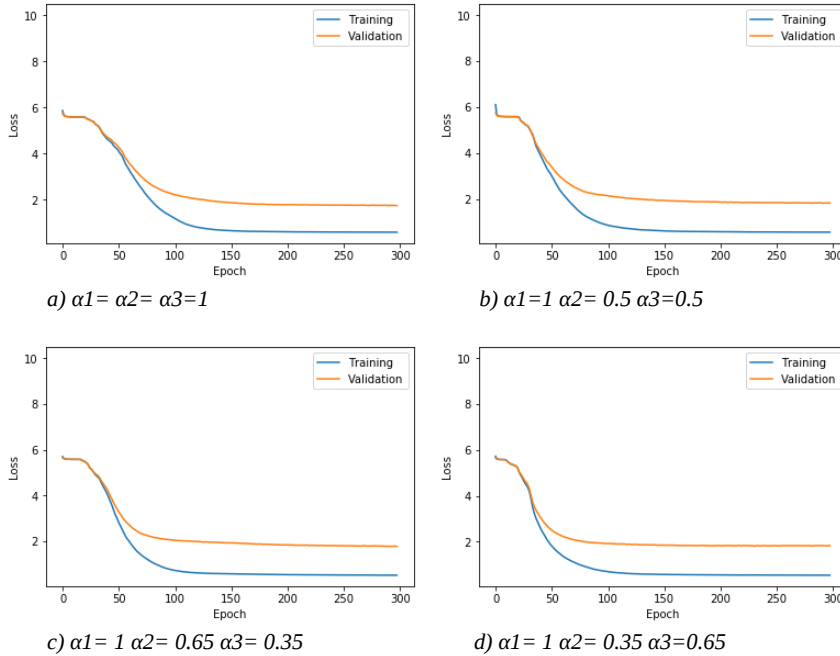 10
8
6
4
2
Loss
0 50 100 150 200 250 300
Epoch
Training
Validation
a) α1= α2= α3=1
10
8
6
4
2
Loss
0 50 100 150 200 250 300
Epoch
Training
Validation
b) α1=1 α2= 0.5 α3=0.5
10
8
6
4
2
Loss
0 50 100 150 200 250 300
Epoch
Training
Validation
c) α1= 1 α2= 0.65 α3= 0.35
10
8
6
4
2
Loss
0 50 100 150 200 250 300
Epoch
Training
Validation
d) α1= 1 α2= 0.35 α3=0.65